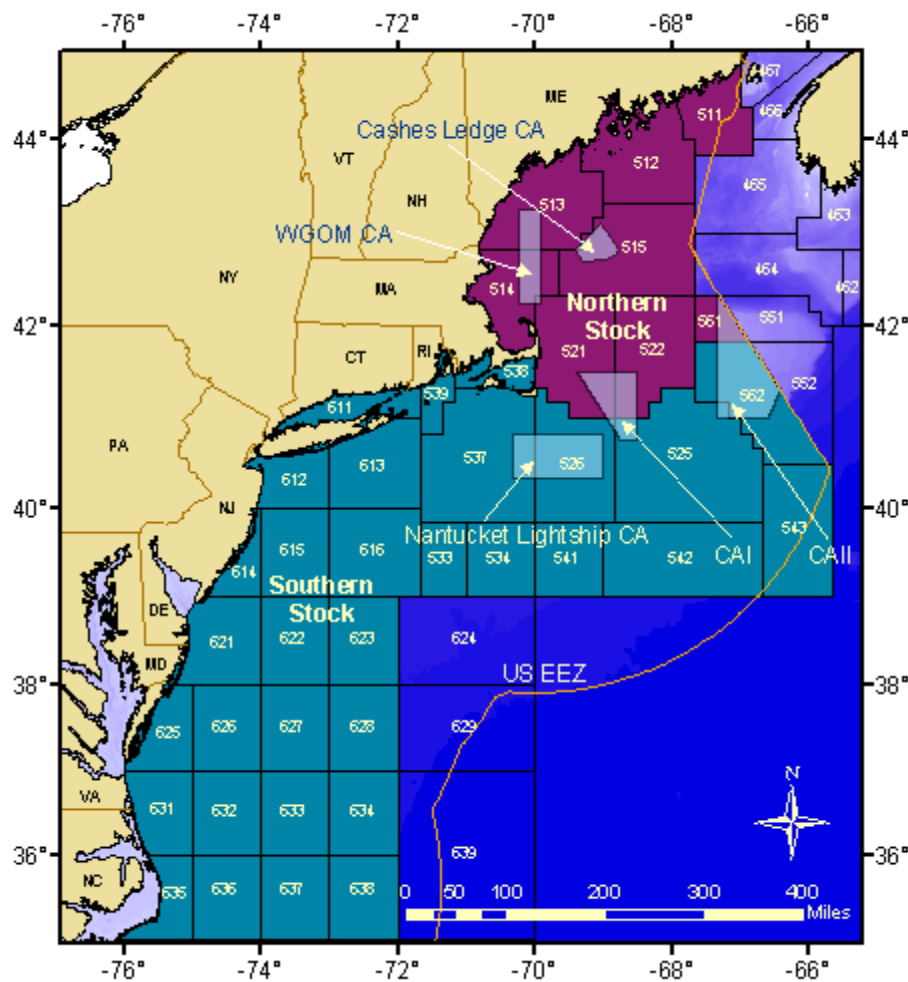 -76° -74° -72° -70° -68° -66°
467
ME
511
466
44° 44°
Cashes Ledge CA
VT
512
465
NH
513
463
WGOM CA
515
464
NY
MA
514
462
Northern
Stock
561
551
42° 42°
CT
RI
521
522
538
552
539
562
611
PA
613
537
526
525
612
NJ
40° 40°
543
Nantucket Lightship CA
615
616
533
534
541
542
CAI
CAII
614
Southern
Stock
DE
621
622
623
624
MD
US EEZ
38° 38°
625
626
627
628
629
N
VA
631
632
633
634
36° 36°
639
NC
635
636
637
638
0 50 100 200 300 400
Miles
-76° -74° -72° -70° -68° -66°